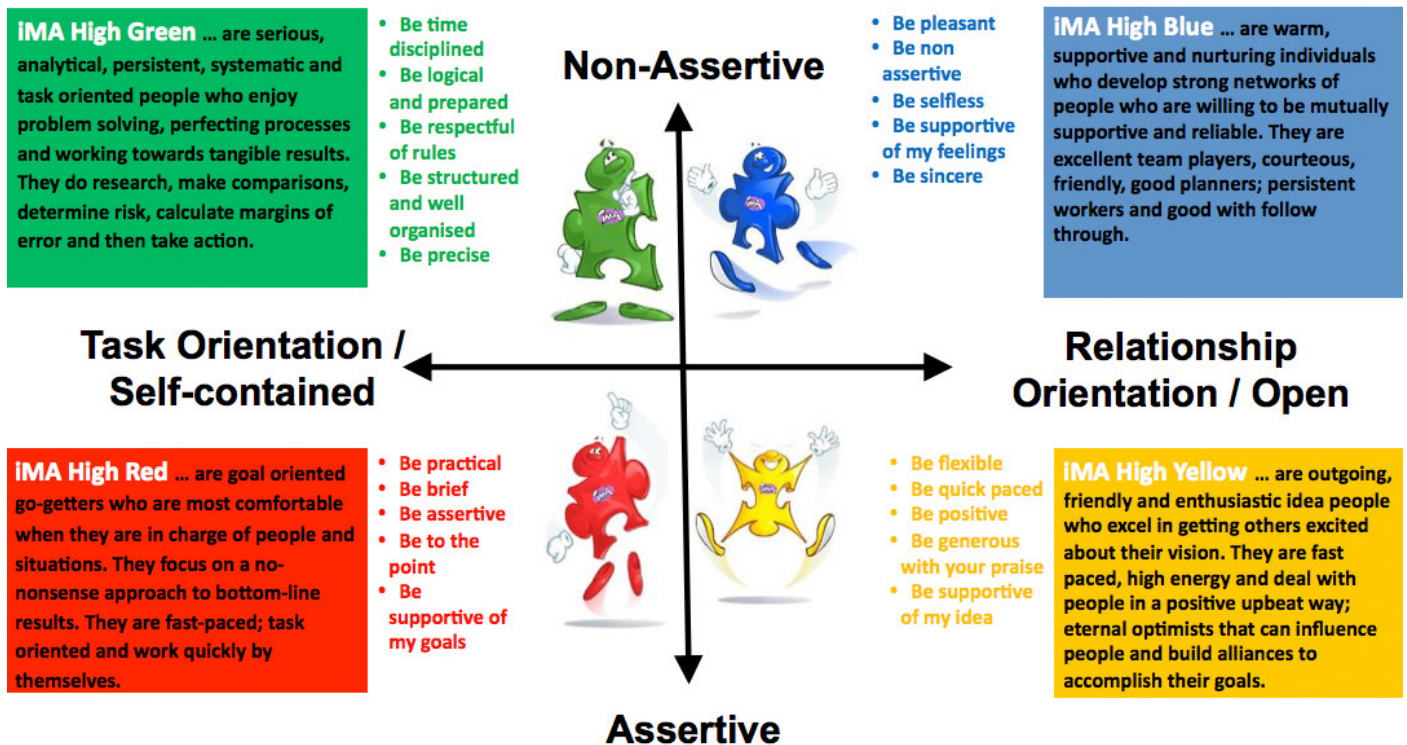 iMA High Green ... are serious,
analytical, persistent, systematic and
task oriented people who enjoy
problem solving, perfecting processes
and working towards tangible results.
They do research, make comparisons,
determine risk, calculate margins of
error and then take action.
• Be time
disciplined
• Be logical
and prepared
• Be respectful
of rules
• Be structured
and well
organised
• Be precise
Non-Assertive
• Be pleasant
• Be non
assertive
• Be selfless
• Be supportive
of my feelings
• Be sincere
iMA High Blue ... are warm,
supportive and nurturing individuals
who develop strong networks of
people who are willing to be mutually
supportive and reliable. They are
excellent team players, courteous,
friendly, good planners; persistent
workers and good with follow
through.
iMA
iMA
Task Orientation /
Self-contained
Relationship
Orientation / Open
iMA High Red ... are goal oriented
go-getters who are most comfortable
when they are in charge of people and
situations. They focus on a no-
nonsense approach to bottom-line
results. They are fast-paced; task
oriented and work quickly by
themselves.
• Be practical
• Be brief
• Be assertive
• Be to the
point
• Be
supportive of
my goals
iMA
iMA
• Be flexible
• Be quick paced
• Be positive
• Be generous
with your praise
• Be supportive
of my idea
iMA High Yellow ... are outgoing,
friendly and enthusiastic idea people
who excel in getting others excited
about their vision. They are fast
paced, high energy and deal with
people in a positive upbeat way;
eternal optimists that can influence
people and build alliances to
accomplish their goals.
Assertive